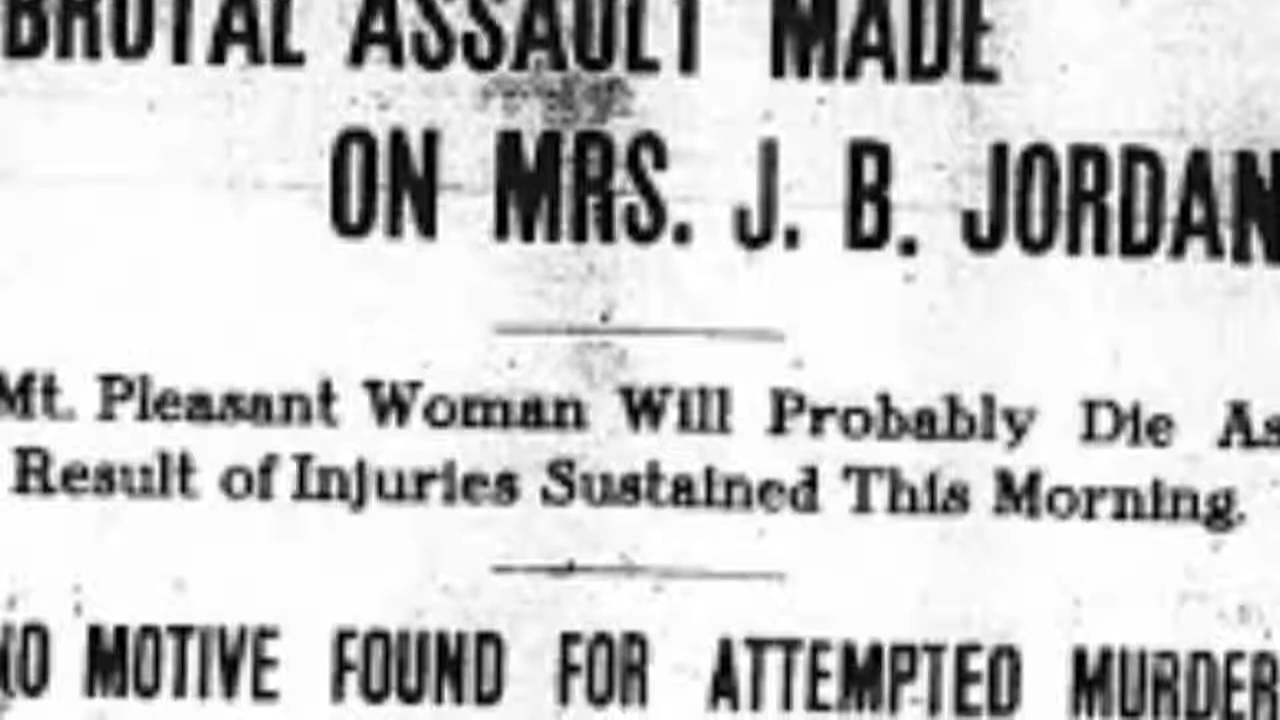 BRUTAL ASSAULT MADE
ON MRS. J. B. JORDAN
Mt. Pleasant Woman Will Probably Die As
Result of Injuries Sustained This Morning.
NO MOTIVE FOUND FOR ATTEMPTED MURDER